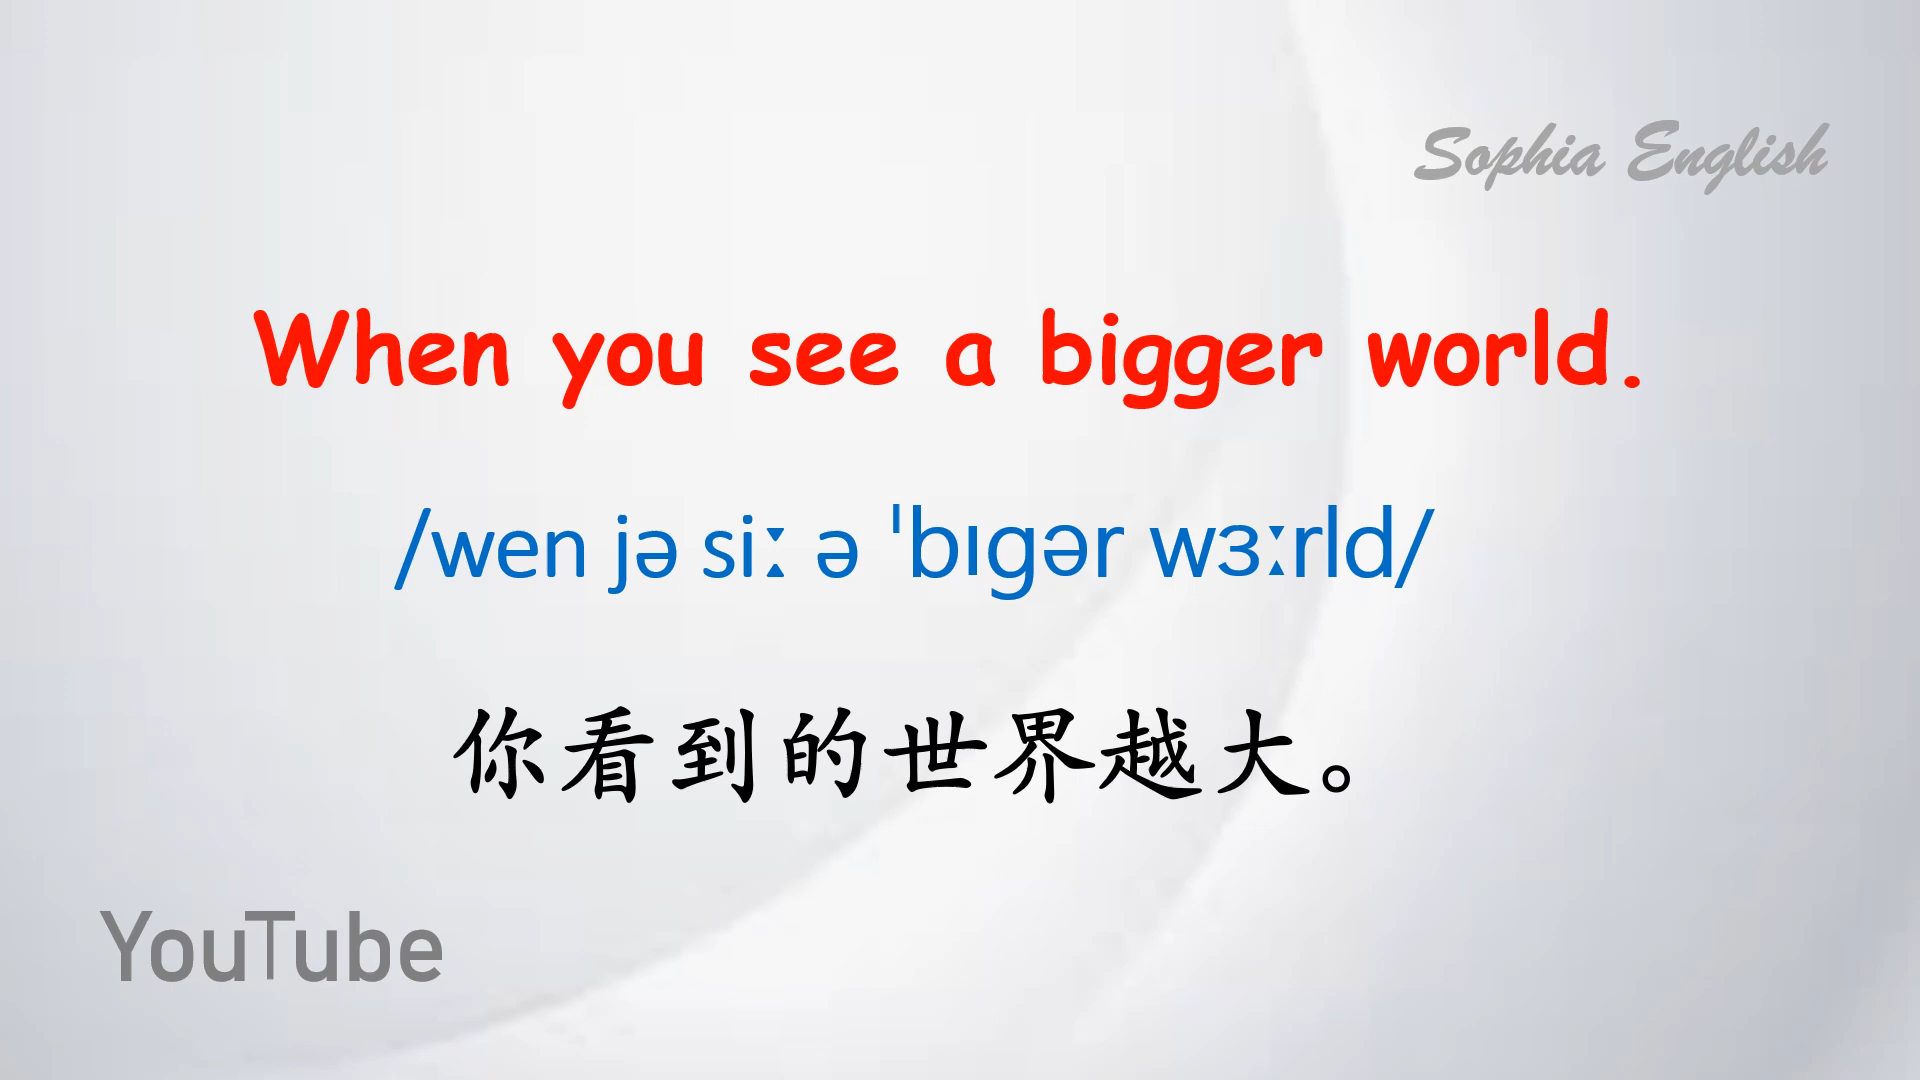 Sophia English
When you see a bigger world.
/wen jə siː ə ˈbɪɡər wɜːrld/
你看到的世界越大。
YouTube